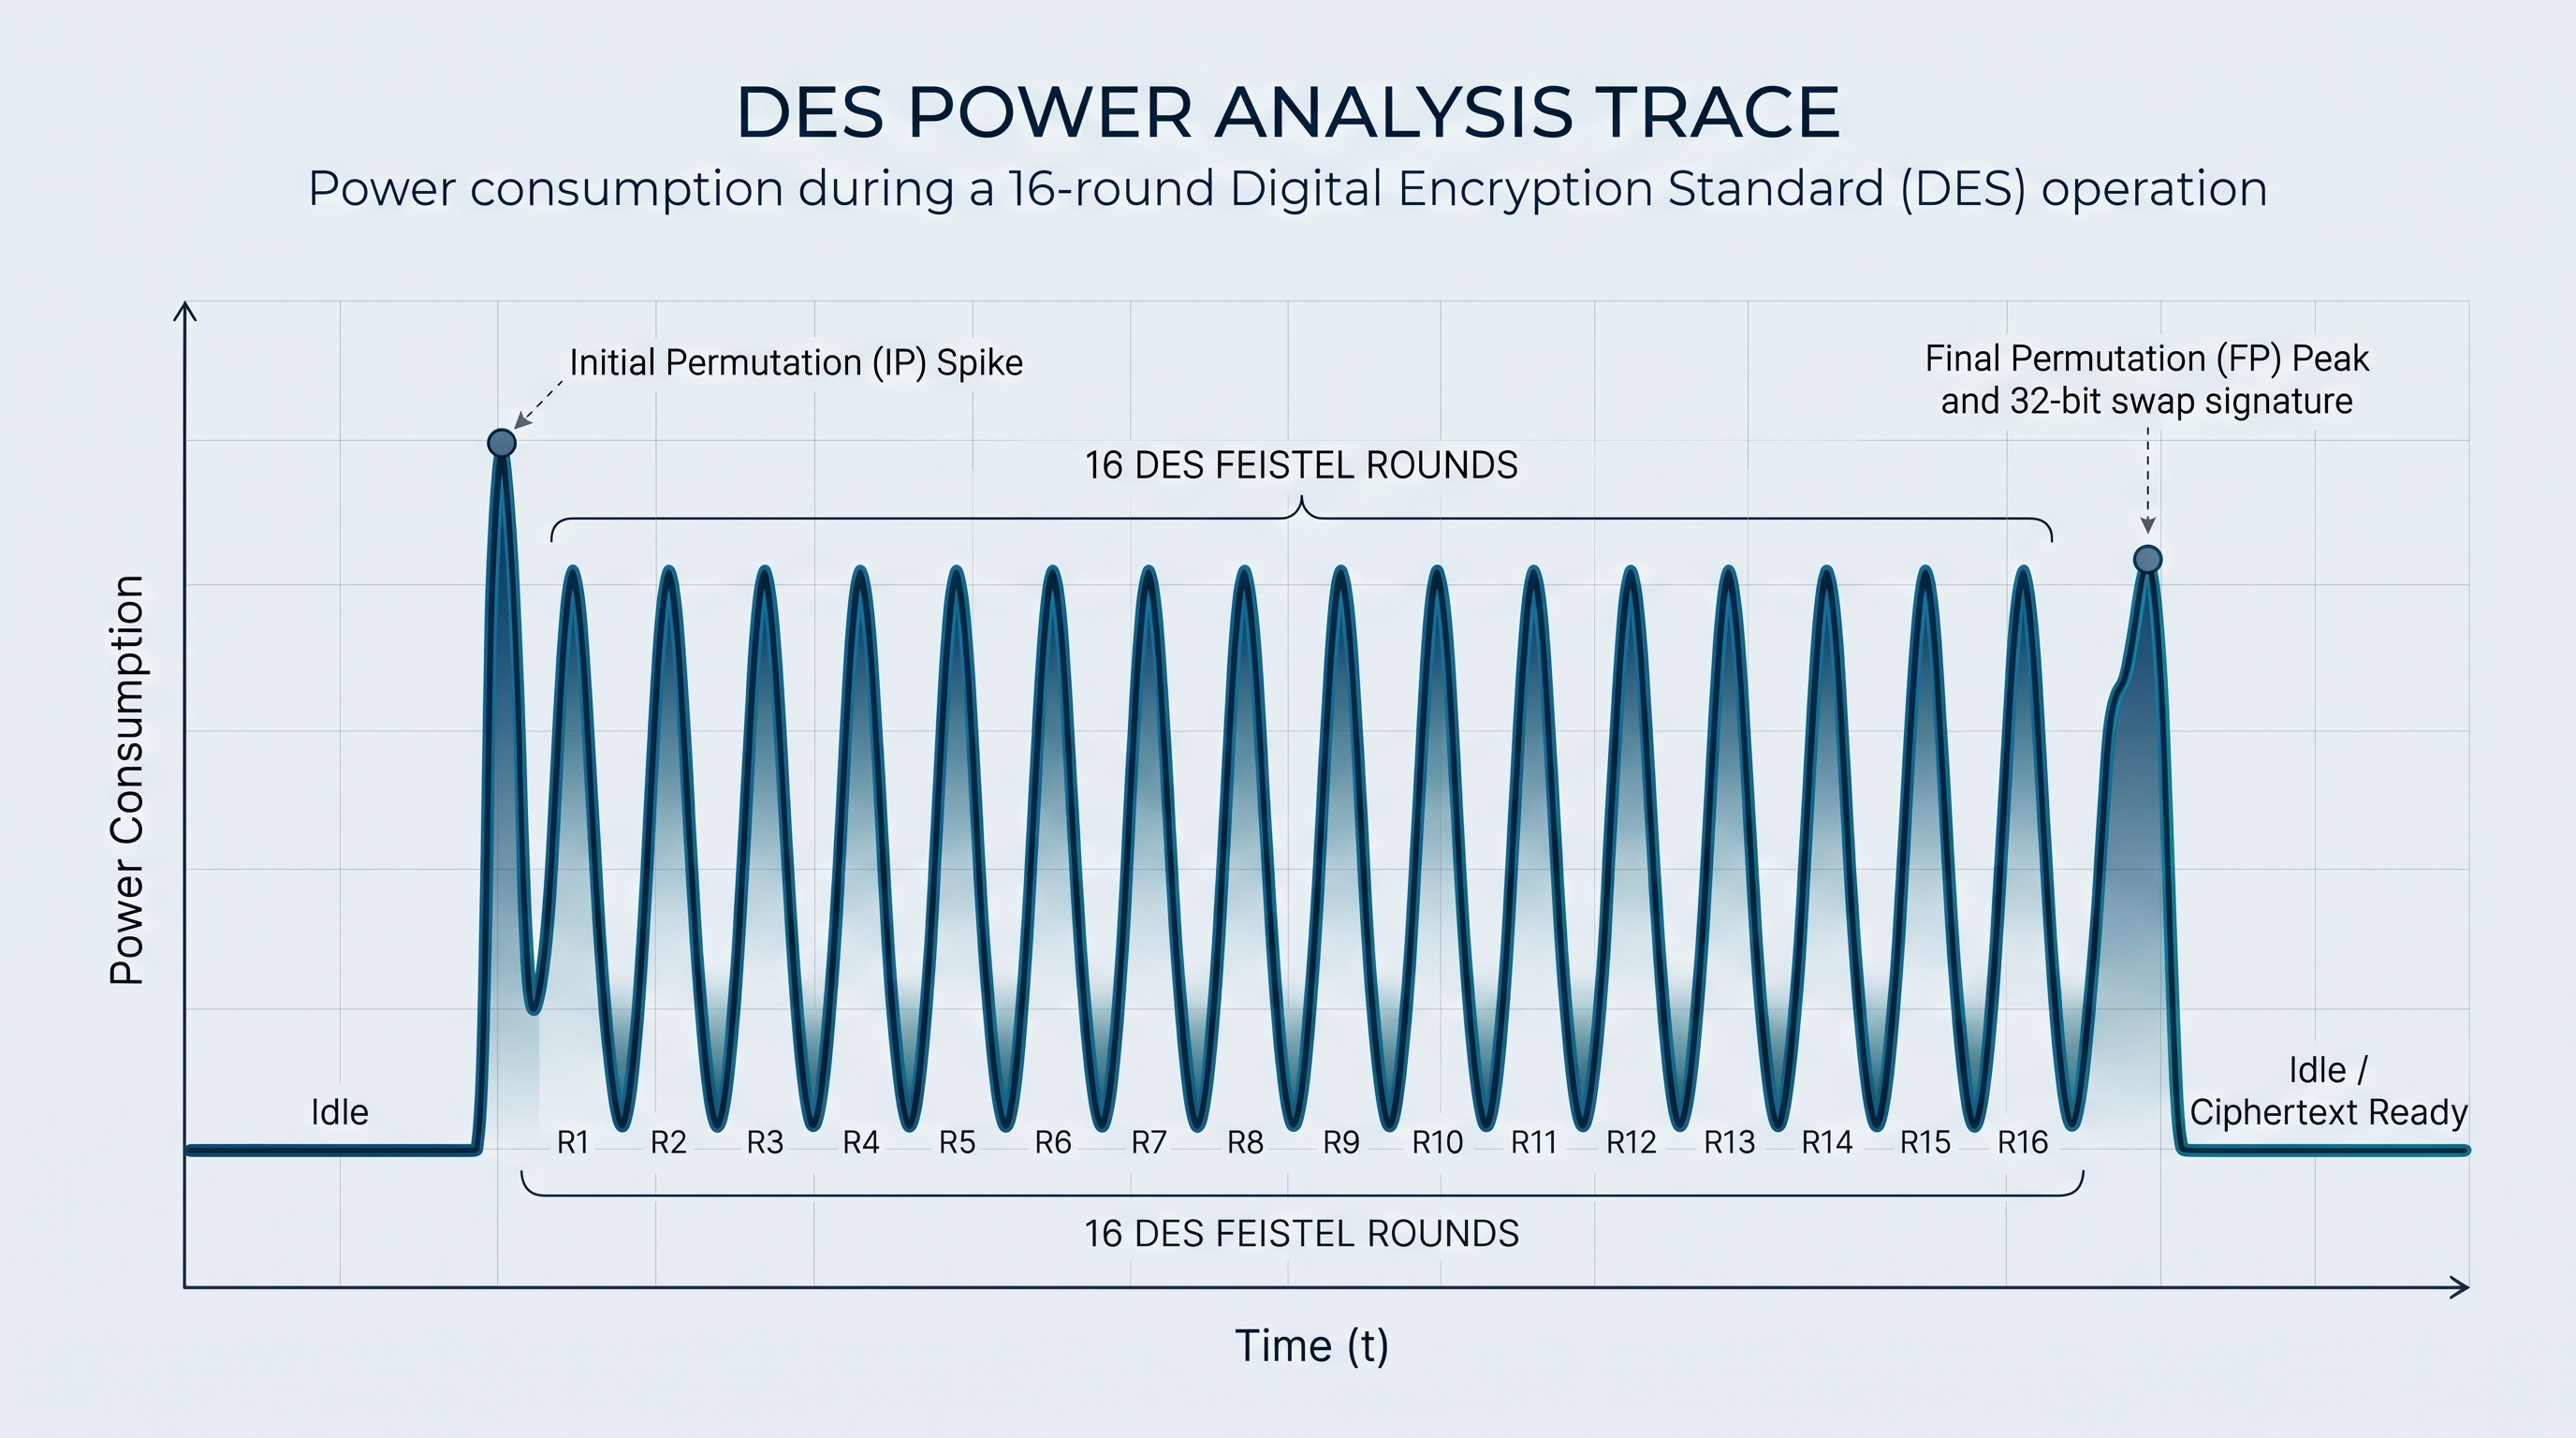 DES POWER ANALYSIS TRACE
Power consumption during a 16-round Digital Encryption Standard (DES) operation
Initial Permutation (IP) Spike
Final Permutation (FP) Peak
and 32-bit swap signature
16 DES FEISTEL ROUNDS
Power Consumption
Idle
Idle /
Ciphertext Ready
R1 R2 R3 R4 R5 R6 R7 R8 R9 R10 R11 R12 R13 R14 R15 R16
16 DES FEISTEL ROUNDS
Time (t)